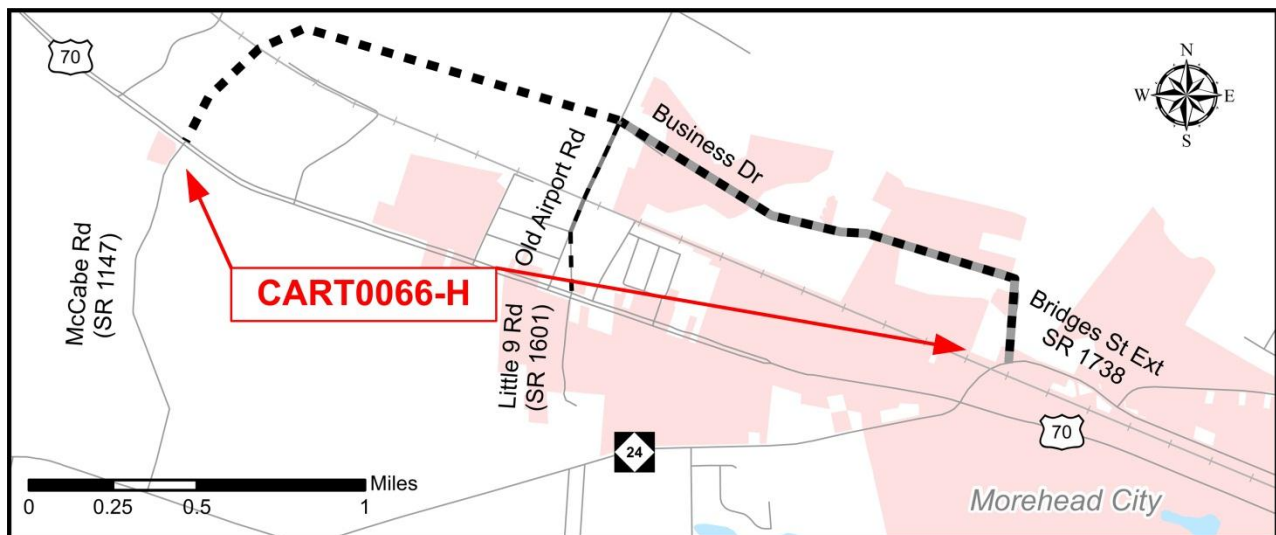 70
N
W
E
S
Business Dr
Old Airport Rd
McCabe Rd
(SR 1147)
CART0066-H
Little 9 Rd
(SR 1601)
Bridges St Ext
SR 1738
70
24
Miles
0
0.25
0.5
1
Morehead City